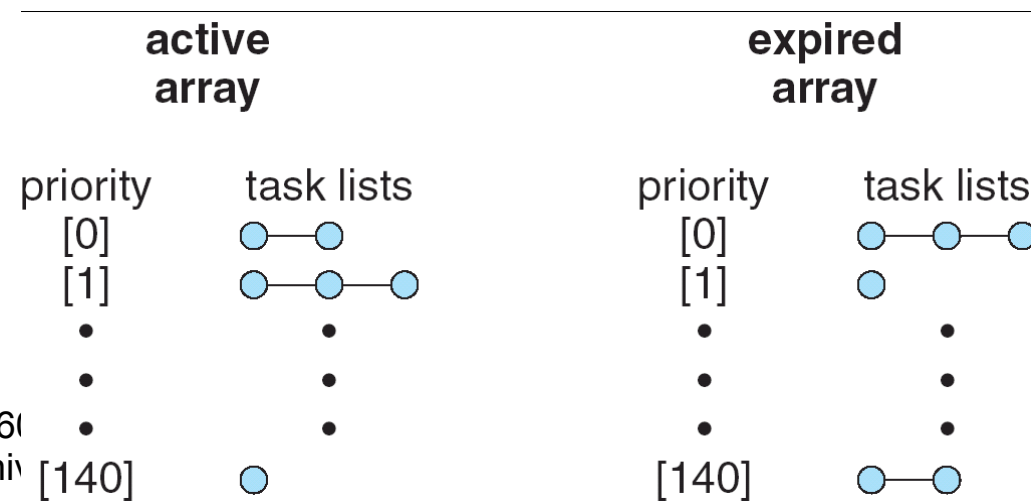 active array
expired array
priority task lists
priority task lists
[0]
[0]
[1]
[1]
[140]
[140]